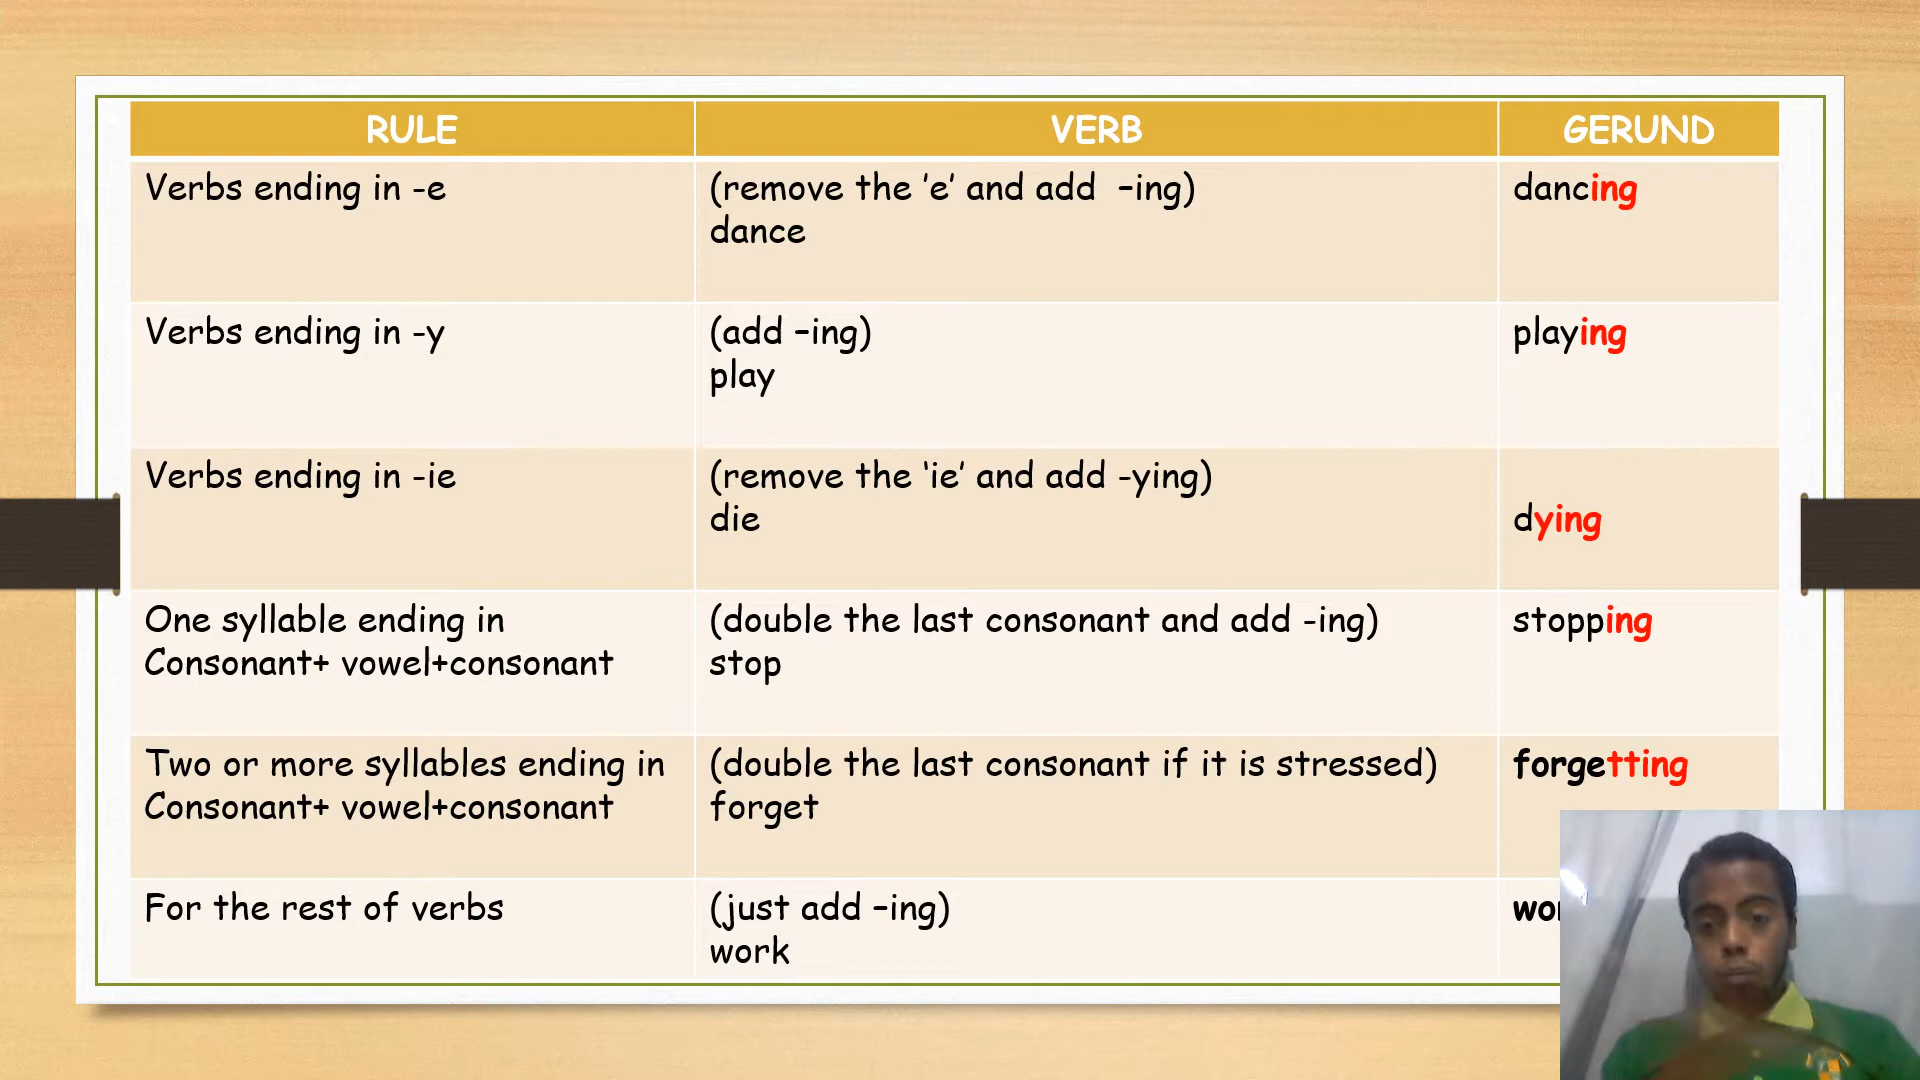 RULE VERB GERUND
Verbs ending in -e (remove the ‘e’ and add –ing) dancing
dance
Verbs ending in -y (add –ing) playing
play
Verbs ending in -ie (remove the ‘ie’ and add -ying)
die dying
One syllable ending in (double the last consonant and add -ing) stopping
Consonant+ vowel+consonant stop
Two or more syllables ending in (double the last consonant if it is stressed) forgetting
Consonant+ vowel+consonant forget
For the rest of verbs (just add –ing)
work